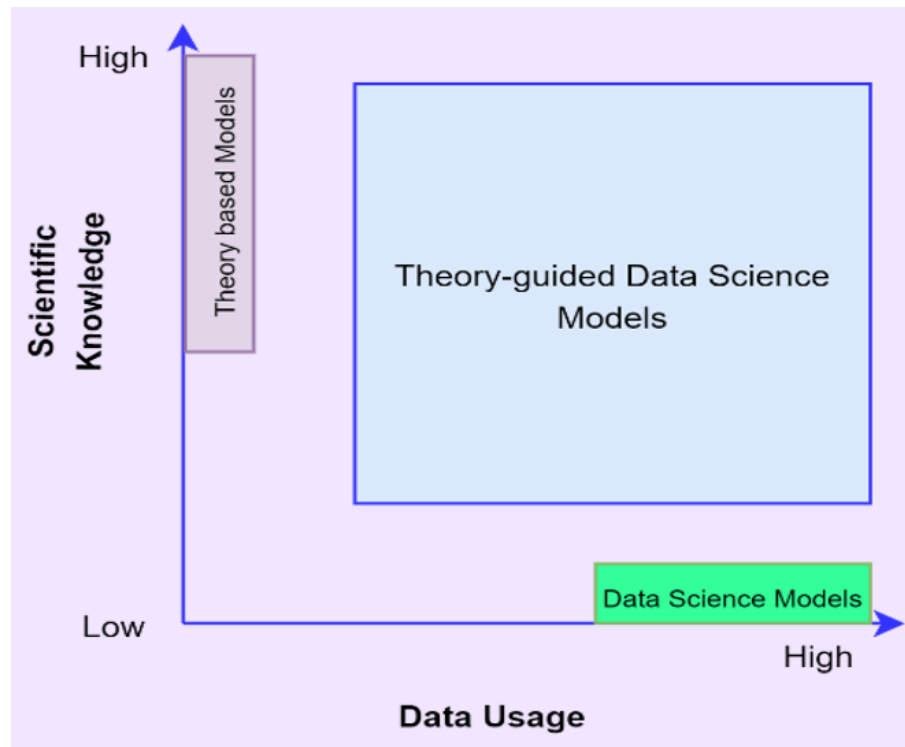 High
Theory based Models
Scientific
Knowledge
Theory-guided Data Science
Models
Data Science Models
Low
High
Data Usage